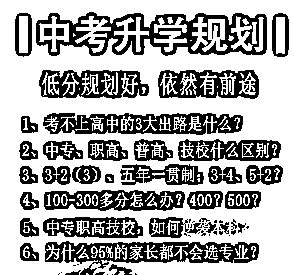 中考升学规划
低分规划好，依然有前途
1、考不上高中的3大出路是什么？
2、中专、职高、普高、技校什么区别？
3、3+2（3）、五年一贯制；3+4、5+2？
4、100-300多分怎么办？400？500？
5、中专职高技校，如何逆袭本科？
6、为什么95%的家长都不会选专业？